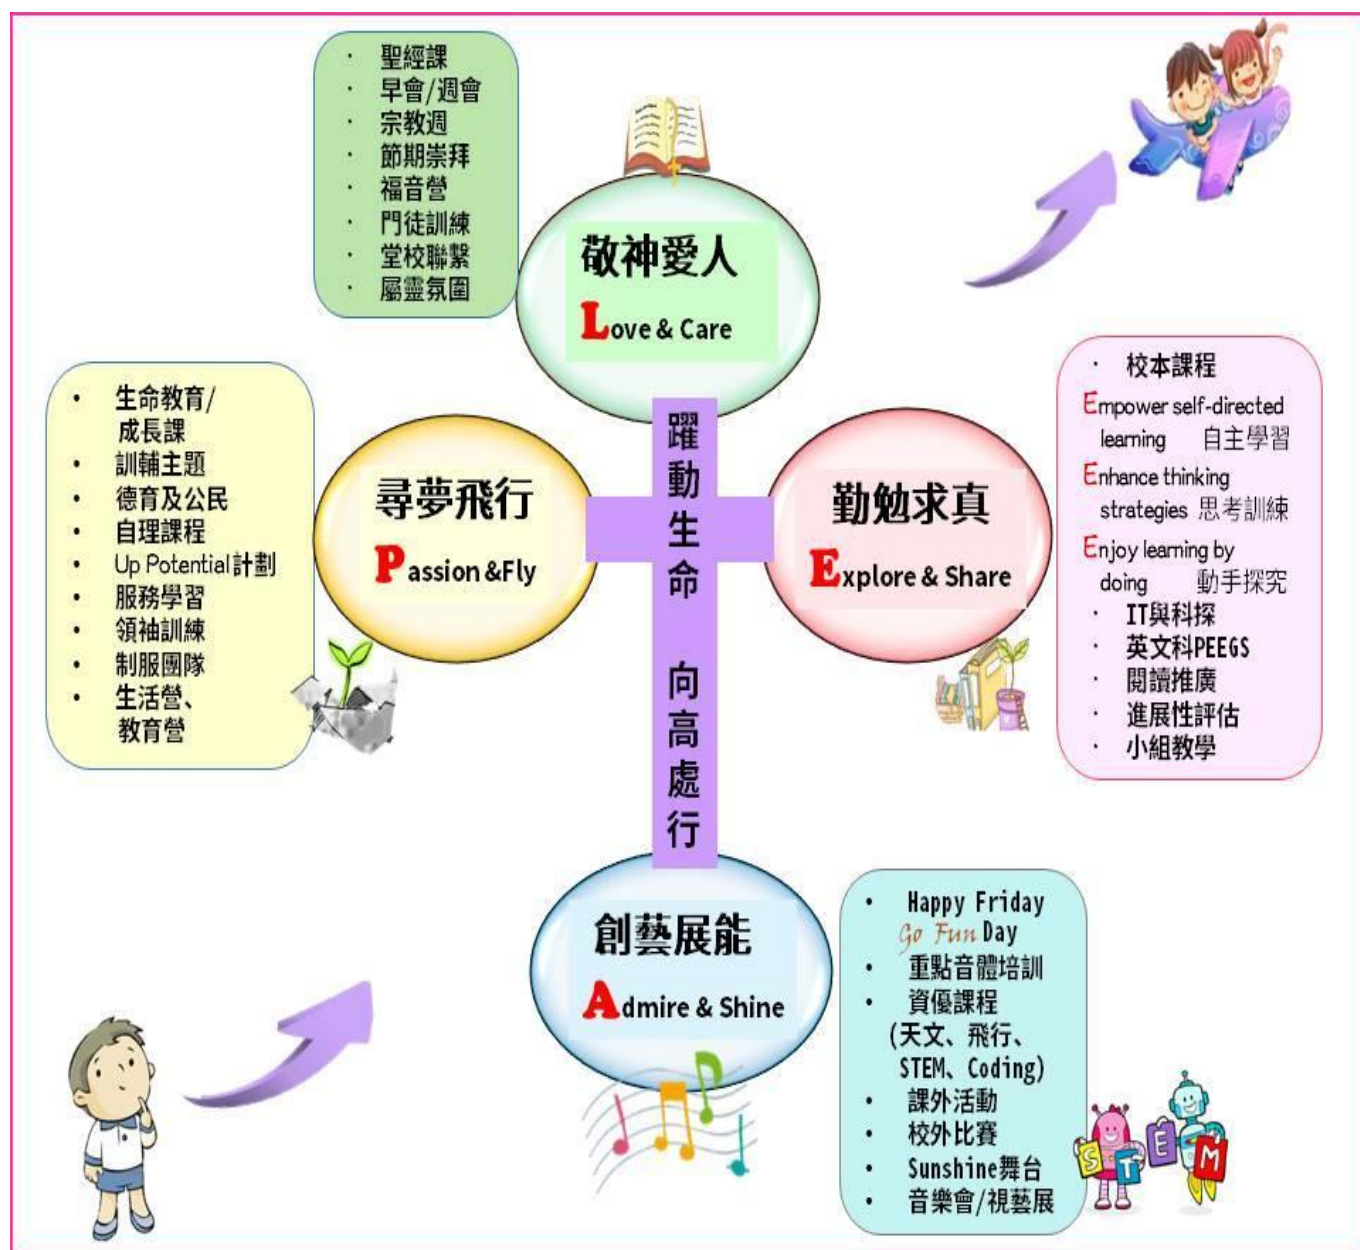 · 聖經課
· 早會/週會
· 宗教週
· 節期崇拜
· 福音營
· 門徒訓練
· 堂校聯繫
· 屬靈氛圍
敬神愛人
Love & Care
• 生命教育/
成長課
• 訓輔主題
• 德育及公民
• 自理課程
• Up Potential計劃
• 服務學習
• 領袖訓練
• 制服團隊
• 生活營、
教育營
尋夢飛行
Passion &Fly
躍動生命 向高處行
勤勉求真
Explore & Share
· 校本課程
Empower self-directed
learning 自主學習
Enhance thinking
strategies 思考訓練
Enjoy learning by
doing 動手探究
· IT與科探
· 英文科PEEGS
· 閱讀推廣
· 進展性評估
· 小組教學
創藝展能
Admire & Shine
• Happy Friday
Go Fun Day
• 重點音體培訓
• 資優課程
(天文、飛行、
STEM、Coding)
• 課外活動
• 校外比賽
• Sunshine舞台
• 音樂會/視藝展
STEM